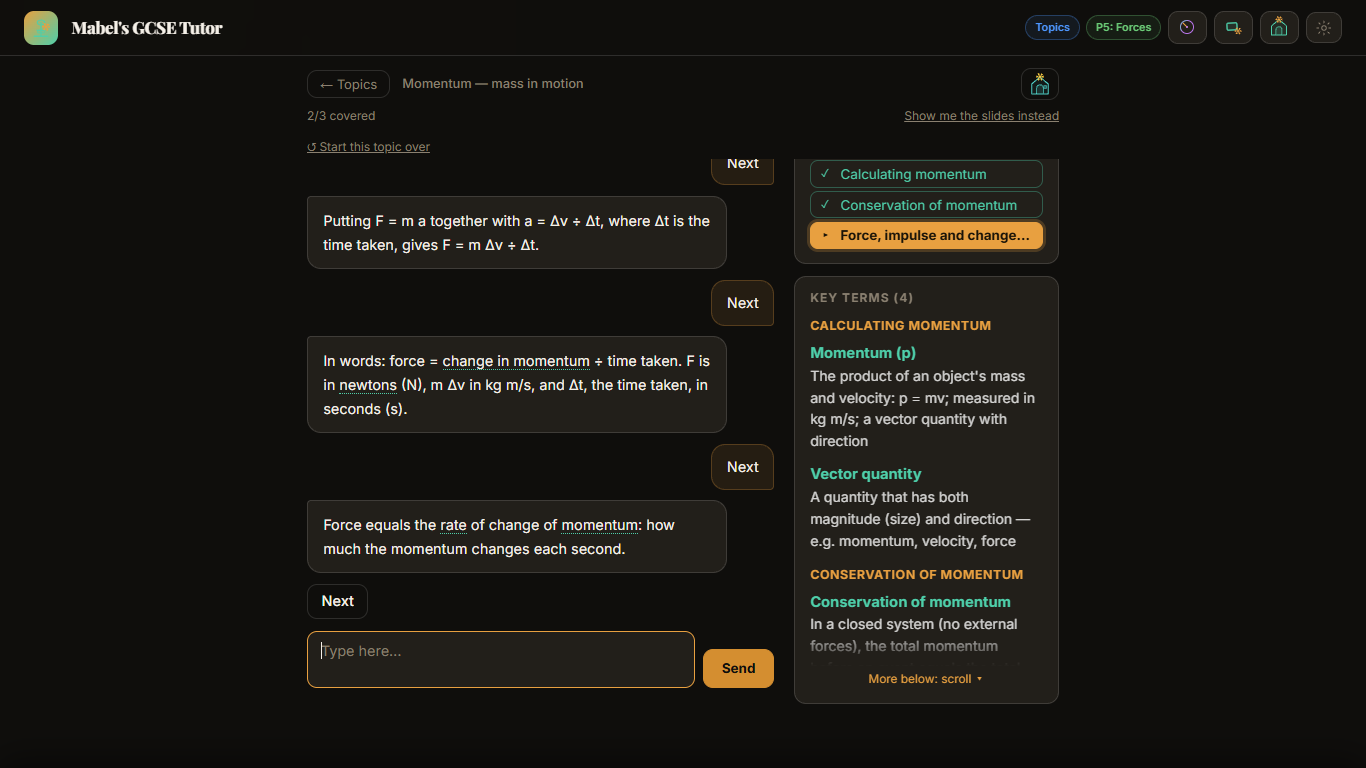 Mabel's GCSE Tutor
Topics
P5: Forces
← Topics
Momentum — mass in motion
2/3 covered
Show me the slides instead
↺ Start this topic over
Next
Putting F = m a together with a = Δv ÷ Δt, where Δt is the
time taken, gives F = m Δv ÷ Δt.
Next
In words: force = change in momentum ÷ time taken. F is
in newtons (N), m Δv in kg m/s, and Δt, the time taken, in
seconds (s).
Next
Force equals the rate of change of momentum: how
much the momentum changes each second.
Next
Type here...
Send
✓ Calculating momentum
✓ Conservation of momentum
▸ Force, impulse and change...
KEY TERMS (4)
CALCULATING MOMENTUM
Momentum (p)
The product of an object's mass
and velocity: p = mv; measured in
kg m/s; a vector quantity with
direction
Vector quantity
A quantity that has both
magnitude (size) and direction —
e.g. momentum, velocity, force
CONSERVATION OF MOMENTUM
Conservation of momentum
In a closed system (no external
forces), the total momentum
More below: scroll ▾